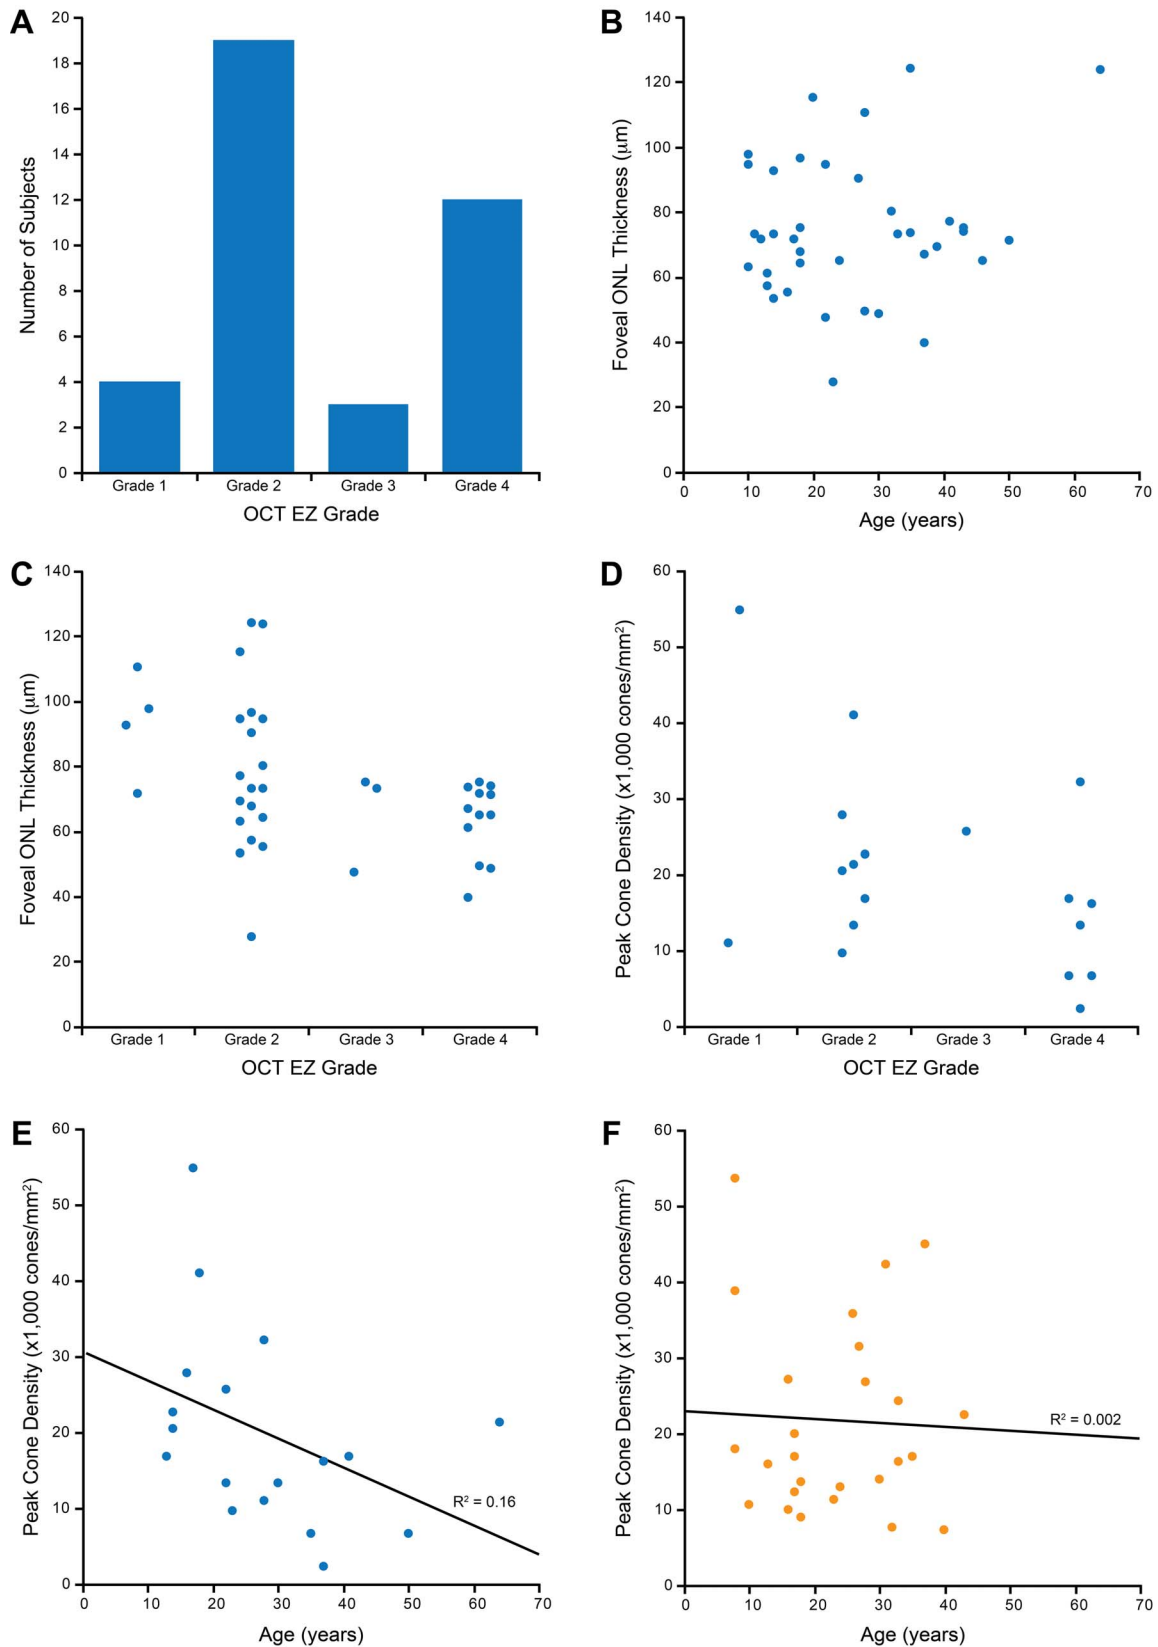 A
20
18
16
14
12
10
8
6
4
2
0
Number of Subjects
Grade 1 Grade 2 Grade 3 Grade 4
OCT EZ Grade
B
140
120
100
80
60
40
20
0
Foveal ONL Thickness (μm)
0 10 20 30 40 50 60 70
Age (years)
C
140
120
100
80
60
40
20
0
Foveal ONL Thickness (μm)
Grade 1 Grade 2 Grade 3 Grade 4
OCT EZ Grade
D
60
50
40
30
20
10
0
Peak Cone Density (x1,000 cones/mm²)
Grade 1 Grade 2 Grade 3 Grade 4
OCT EZ Grade
E
60
50
40
30
20
10
0
Peak Cone Density (x1,000 cones/mm²)
R² = 0.16
0 10 20 30 40 50 60 70
Age (years)
F
60
50
40
30
20
10
0
Peak Cone Density (x1,000 cones/mm²)
R² = 0.002
0 10 20 30 40 50 60 70
Age (years)